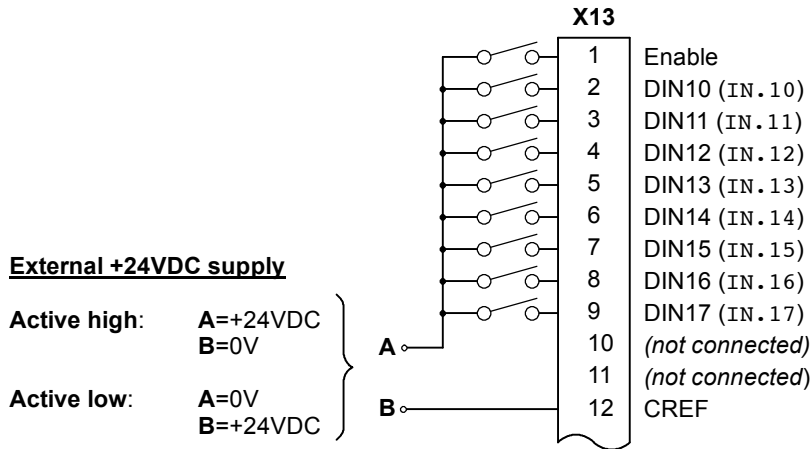 X13
1 Enable
2 DIN10 (IN.10)
3 DIN11 (IN.11)
4 DIN12 (IN.12)
5 DIN13 (IN.13)
6 DIN14 (IN.14)
7 DIN15 (IN.15)
8 DIN16 (IN.16)
9 DIN17 (IN.17)
10 (not connected)
11 (not connected)
12 CREF
External +24VDC supply
Active high: A=+24VDC
B=0V
Active low: A=0V
B=+24VDC
A
B